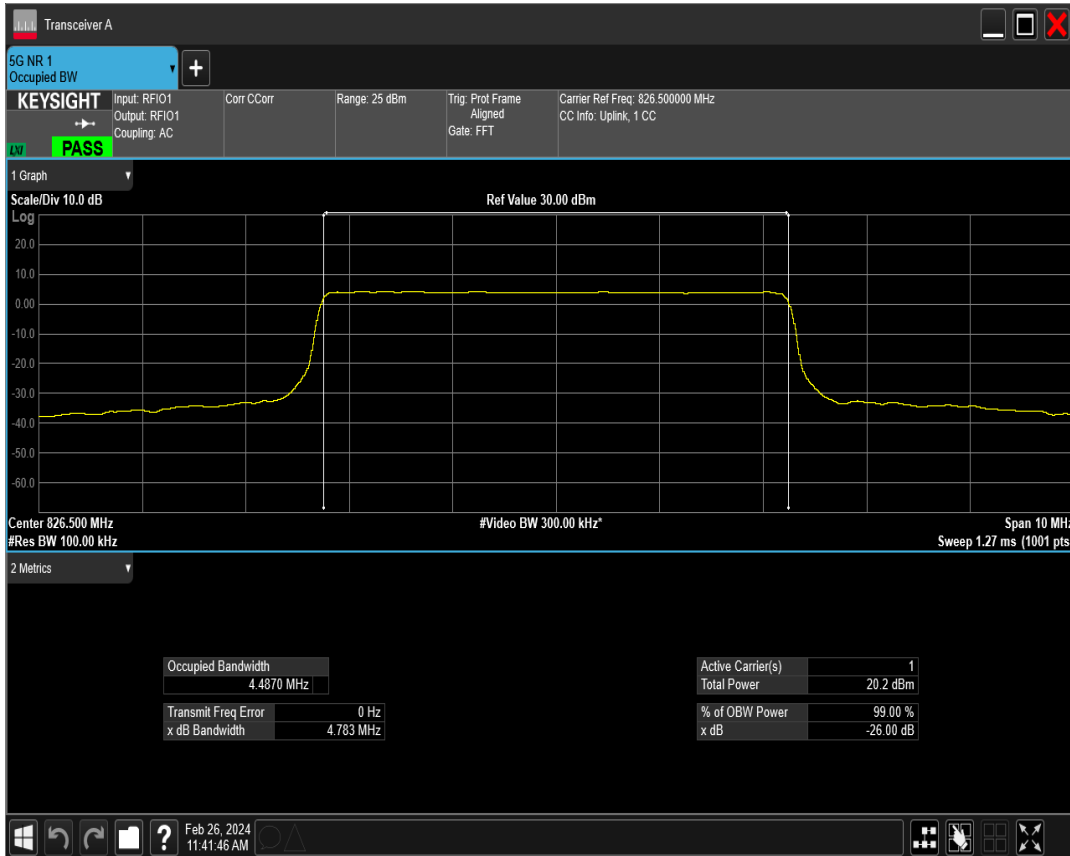 Transceiver A
5G NR 1
Occupied BW
KEYSIGHT
Input: RFIO1
Output: RFIO1
Coupling: AC
Corr CCorr
Range: 25 dBm
Trig: Prot Frame
Aligned
Gate: FFT
Carrier Ref Freq: 826.500000 MHz
CC Info: Uplink, 1 CC
LXI
PASS
1 Graph
Scale/Div 10.0 dB
Ref Value 30.00 dBm
Log
20.0
10.0
0.00
-10.0
-20.0
-30.0
-40.0
-50.0
-60.0
Center 826.500 MHz
#Video BW 300.00 kHz*
Span 10 MHz
#Res BW 100.00 kHz
Sweep 1.27 ms (1001 pts
2 Metrics
Occupied Bandwidth
4.4870 MHz
Transmit Freq Error 0 Hz
x dB Bandwidth 4.783 MHz
Active Carrier(s) 1
Total Power 20.2 dBm
% of OBW Power 99.00 %
x dB -26.00 dB
?
Feb 26, 2024
11:41:46 AM